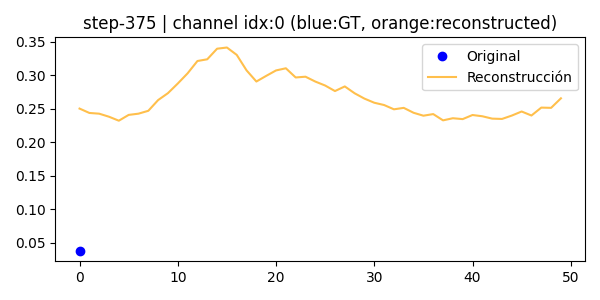 step-375 | channel idx:0 (blue:GT, orange:reconstructed)
Original
Reconstrucción
0.35
0.30
0.25
0.20
0.15
0.10
0.05
0 10 20 30 40 50